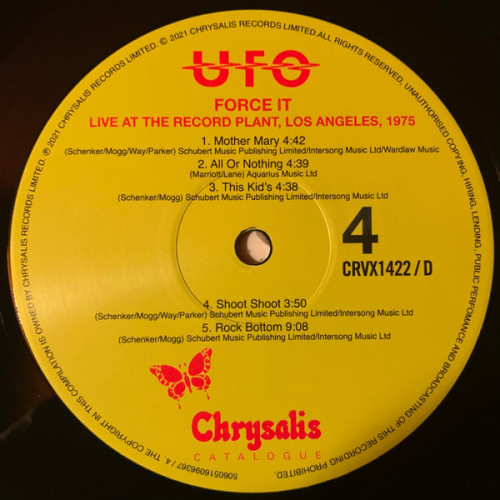 UFO
FORCE IT
LIVE AT THE RECORD PLANT, LOS ANGELES, 1975
1. Mother Mary 4:42
(Schenker/Mogg/Way/Parker) Schubert Music Publishing Limited/Intersong Music Ltd/Wardlaw Music
2. All Or Nothing 4:39
(Marriott/Lane) Aquarius Music Ltd
3. This Kid's 4:38
(Schenker/Mogg) Schubert Music Publishing Limited/Intersong Music Ltd
4
CRVX1422 / D
4. Shoot Shoot 3:50
(Schenker/Mogg/Way/Parker) Schubert Music Publishing Limited/Intersong Music Ltd
5. Rock Bottom 9:08
(Schenker/Mogg) Schubert Music Publishing Limited/Intersong Music Ltd
Chrysalis
CATALOGUE
5060516096367 / 4. THE COPYRIGHT IN THIS COMPILATION IS OWNED BY CHRYSALIS RECORDS LIMITED. ℗ 2021 CHRYSALIS RECORDS LIMITED. © 2021 CHRYSALIS RECORDS LIMITED. ALL RIGHTS RESERVED. UNAUTHORISED COPYING, HIRING, LENDING, PUBLIC PERFOMANCE AND BROADCASTING OF THIS RECORDING PROHIBITED.